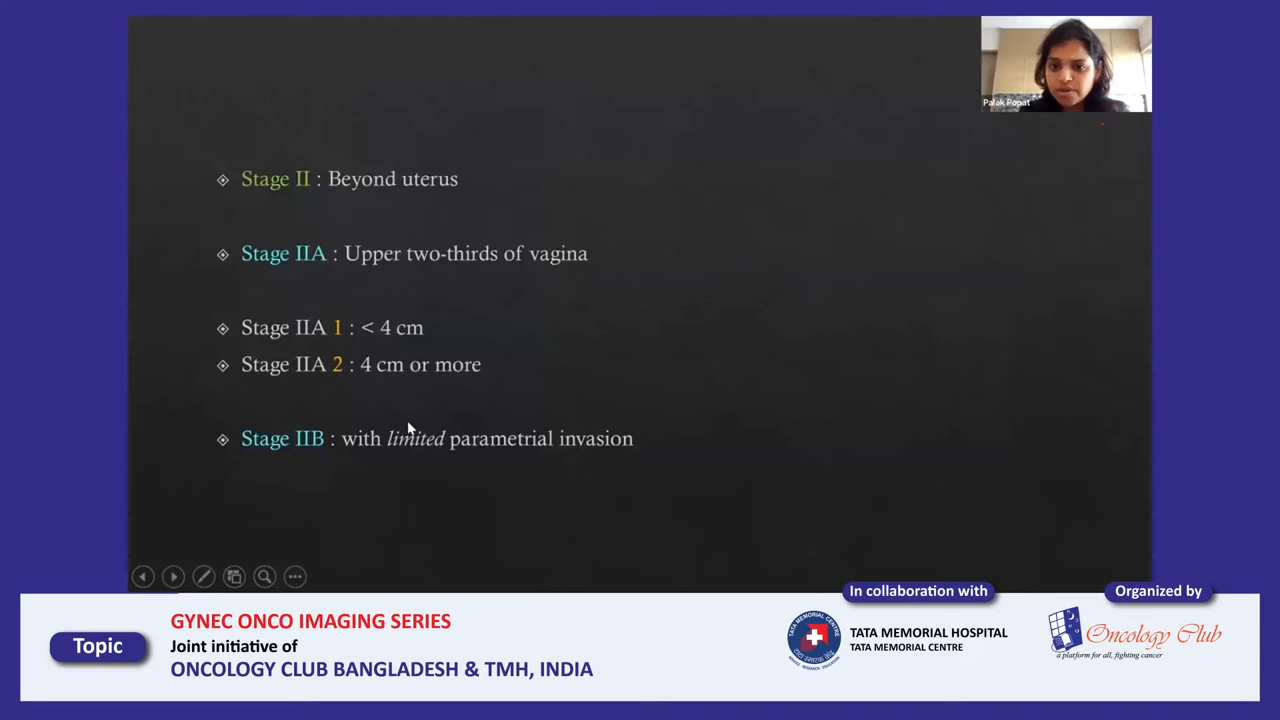 Palak Popat
Stage II : Beyond uterus
Stage IIA : Upper two-thirds of vagina
Stage IIA 1 : < 4 cm
Stage IIA 2 : 4 cm or more
Stage IIB : with limited parametrial invasion
Topic
GYNEC ONCO IMAGING SERIES
Joint initiative of
ONCOLOGY CLUB BANGLADESH & TMH, INDIA
In collaboration with
TATA MEMORIAL HOSPITAL
TATA MEMORIAL CENTRE
Organized by
Oncology Club
a platform for all, fighting cancer
TATA MEMORIAL CENTRE